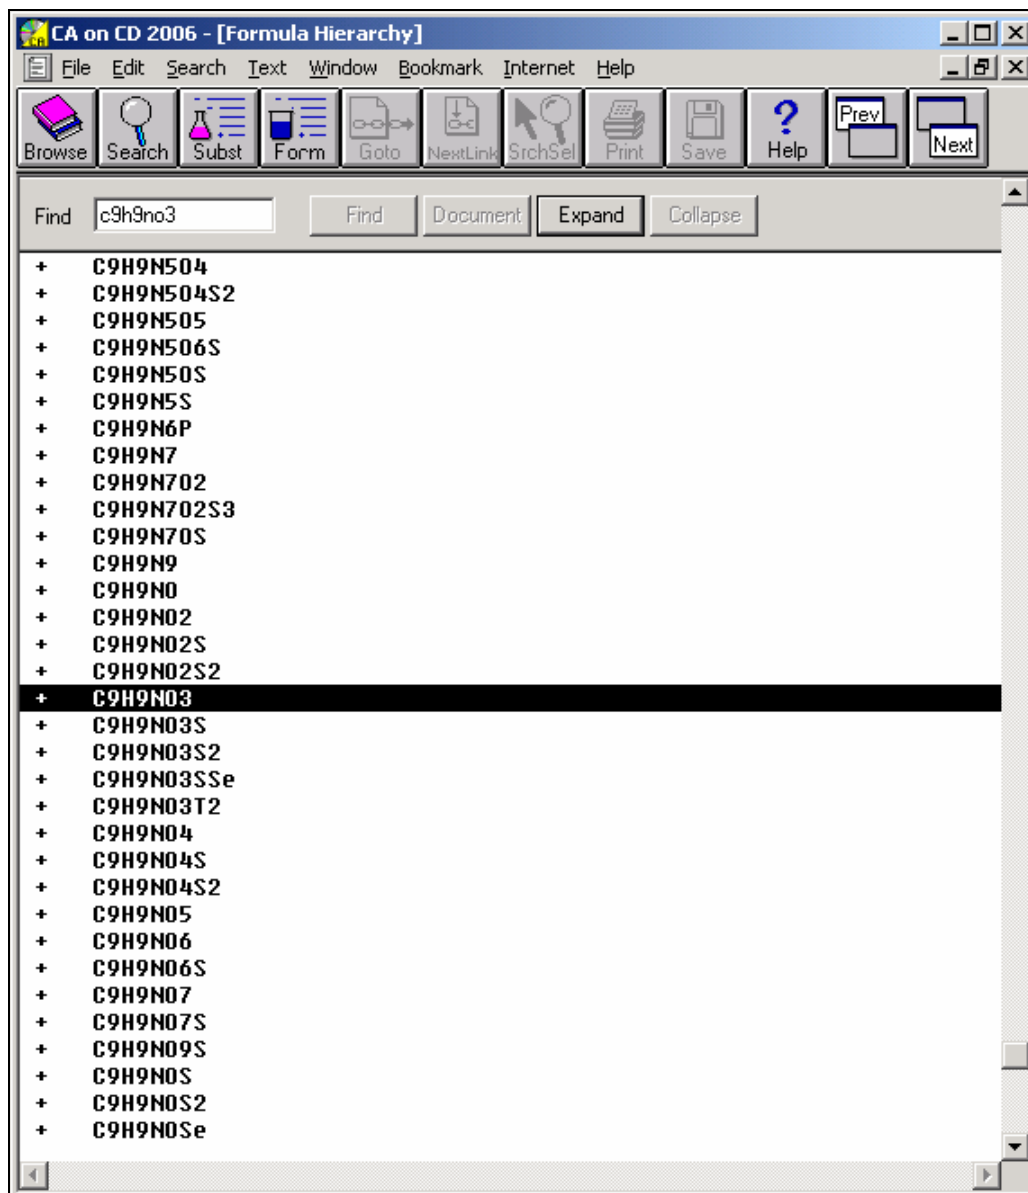 CA on CD 2006 - [Formula Hierarchy]
File Edit Search Text Window Bookmark Internet Help
Browse Search Subst Form Goto NextLink SrchSel Print Save Help Prev Next
Find c9h9no3 Find Document Expand Collapse
+ C9H9N5O4
+ C9H9N5O4S2
+ C9H9N5O5
+ C9H9N5O6S
+ C9H9N5OS
+ C9H9N5S
+ C9H9N6P
+ C9H9N7
+ C9H9N7O2
+ C9H9N7O2S3
+ C9H9N7OS
+ C9H9N9
+ C9H9NO
+ C9H9NO2
+ C9H9NO2S
+ C9H9NO2S2
+ C9H9NO3
+ C9H9NO3S
+ C9H9NO3S2
+ C9H9NO3SSe
+ C9H9NO3T2
+ C9H9NO4
+ C9H9NO4S
+ C9H9NO4S2
+ C9H9NO5
+ C9H9NO6
+ C9H9NO6S
+ C9H9NO7
+ C9H9NO7S
+ C9H9NO9S
+ C9H9NOS
+ C9H9NOS2
+ C9H9NOSe